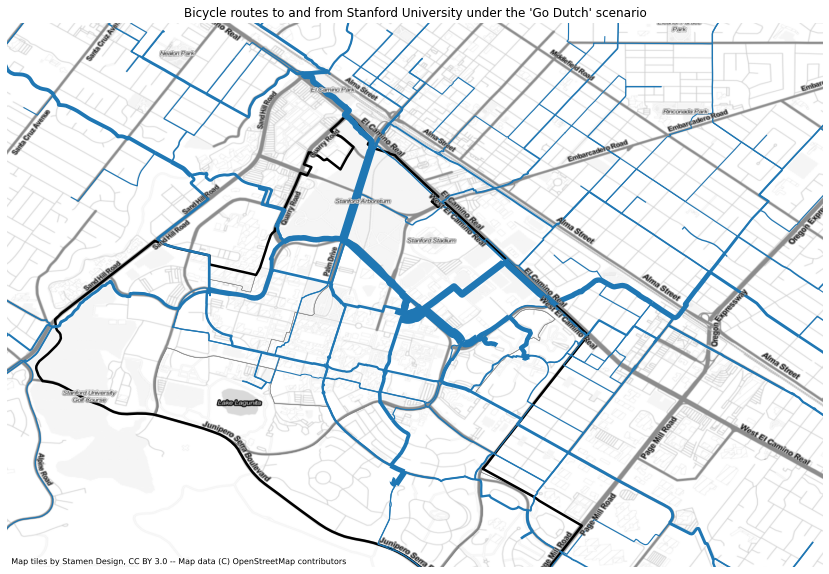 Bicycle routes to and from Stanford University under the 'Go Dutch' scenario
Santa Cruz Avenue
Nealon Park
Real
Park
Middlefield Road
El Camino Park
Alma Street
Rinconada Park
Embarcadero Road
Sand Hill Road
Santa Cruz Avenue
Quarry Road
El Camino Real
Alma Street
Embarcadero Road
Sand Hill Road
Quarry Road
Stanford Arboretum
El Camino Real
El Camino Real
Alma Street
Oregon Expressway
Sand Hill Road
Stanford Stadium
Palm Drive
Sand Hill Road
El Camino Real
West El Camino Real
Alma Street
Oregon Expressway
Alma Street
Stanford University
Golf Course
Lake Lagunita
Junipero Serra Boulevard
Page Mill Road
West El Camino Real
Alpine Road
Page Mill Road
Junipero Serra
Map tiles by Stamen Design, CC BY 3.0 -- Map data (C) OpenStreetMap contributors